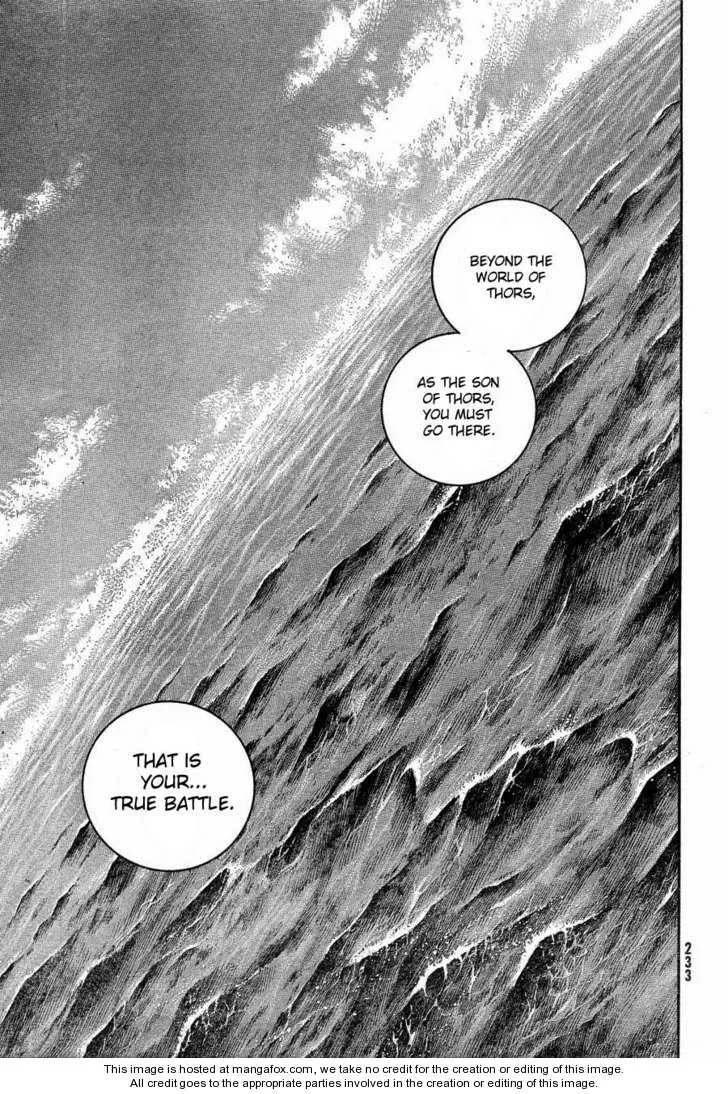 BEYOND THE
WORLD OF
THORS,
AS THE SON
OF THORS,
YOU MUST
GO THERE.
THAT IS
YOUR...
TRUE BATTLE.
233
This image is hosted at mangafox.com, we take no credit for the creation or editing of this image.
All credit goes to the appropriate parties involved in the creation or editing of this image.